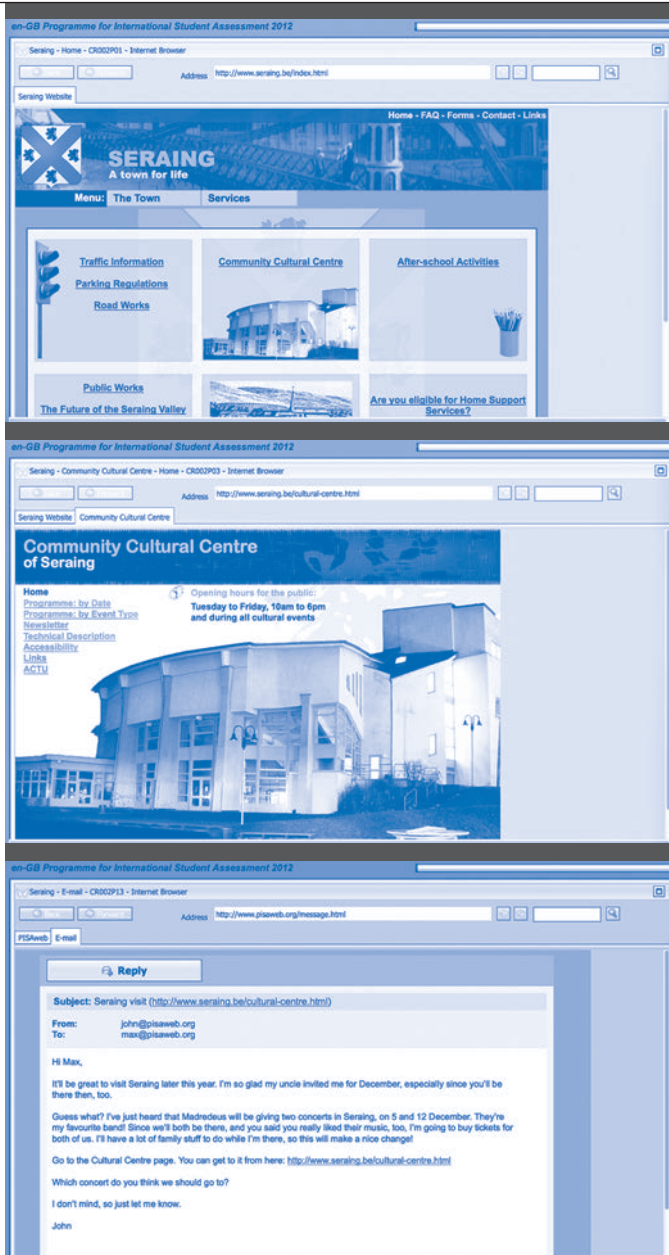 en-GB Programme for International Student Assessment 2012
Seraing - Home - CR002P01 - Internet Browser
Address http://www.seraing.be/index.html
Seraing Website
Home - FAQ - Forms - Contact - Links
SERAING
A town for life
Menu: The Town Services
Traffic Information Community Cultural Centre After-school Activities
Parking Regulations
Road Works
Public Works
The Future of the Seraing Valley
Are you eligible for Home Support
Services?
en-GB Programme for International Student Assessment 2012
Seraing - Community Cultural Centre - Home - CR002P03 - Internet Browser
Address http://www.seraing.be/cultural-centre.html
Seraing Website Community Cultural Centre
Community Cultural Centre
of Seraing
Home
Programme: by Date
Programme: by Event Type
Newsletter
Technical Description
Accessibility
Links
ACTU
Opening hours for the public:
Tuesday to Friday, 10am to 6pm
and during all cultural events
en-GB Programme for International Student Assessment 2012
Seraing - E-mail - CR002P13 - Internet Browser
Address http://www.pisaweb.org/message.html
PISAweb E-mail
Reply
Subject: Seraing visit (http://www.seraing.be/cultural-centre.html)
From: john@pisaweb.org
To: max@pisaweb.org
Hi Max,
It'll be great to visit Seraing later this year. I'm so glad my uncle invited me for December, especially since you'll be
there then, too.
Guess what? I've just heard that Madredeus will be giving two concerts in Seraing, on 5 and 12 December. They're
my favourite band! Since we'll both be there, and you said you really liked their music, too, I'm going to buy tickets for
both of us. I'll have a lot of family stuff to do while I'm there, so this will make a nice change!
Go to the Cultural Centre page. You can get to it from here: http://www.seraing.be/cultural-centre.html
Which concert do you think we should go to?
I don't mind, so just let me know.
John